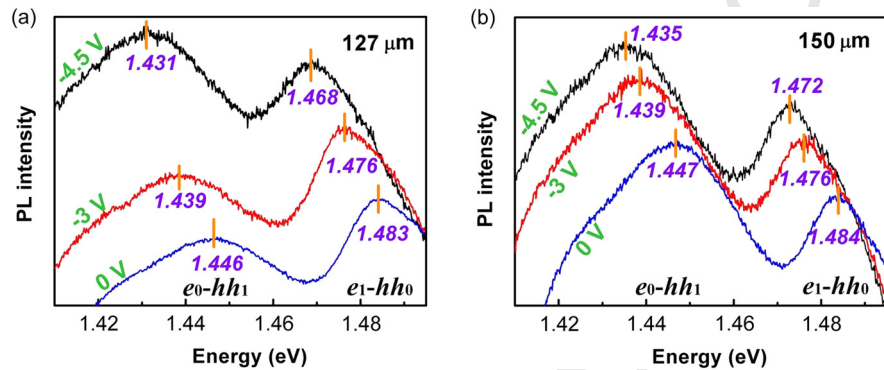 (a)
127 μm
-4.5 V
1.431
1.468
-3 V
1.439
1.476
0 V
1.446
1.483
e0-hh1
e1-hh0
PL intensity
1.42
1.44
1.46
1.48
Energy (eV)
(b)
150 μm
-4.5 V
1.435
1.472
-3 V
1.439
1.476
0 V
1.447
1.484
e0-hh1
e1-hh0
PL intensity
1.42
1.44
1.46
1.48
Energy (eV)